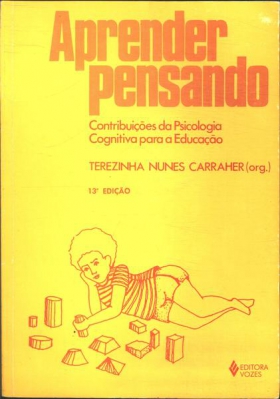 Aprender
pensando
Contribuições da Psicologia
Cognitiva para a Educação
TEREZINHA NUNES CARRAHER (org.)
13ª EDIÇÃO
EDITORA
VOZES